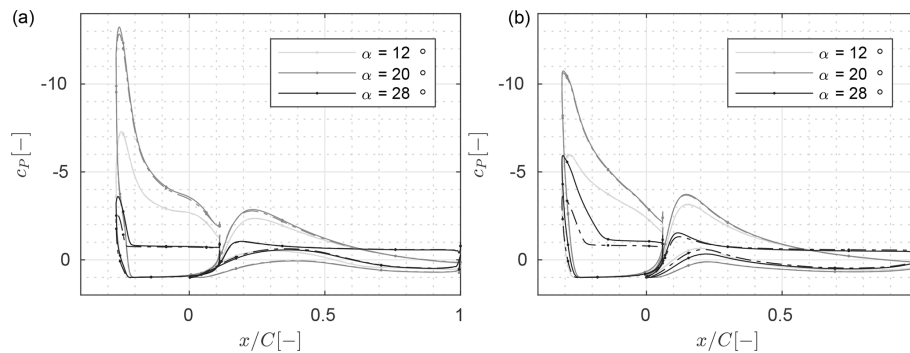 (a)
α = 12 °
α = 20 °
α = 28 °
-10
-5
0
c_P[−]
0
0.5
1
x/C[−]
(b)
α = 12 °
α = 20 °
α = 28 °
-10
-5
0
c_P[−]
0
0.5
x/C[−]